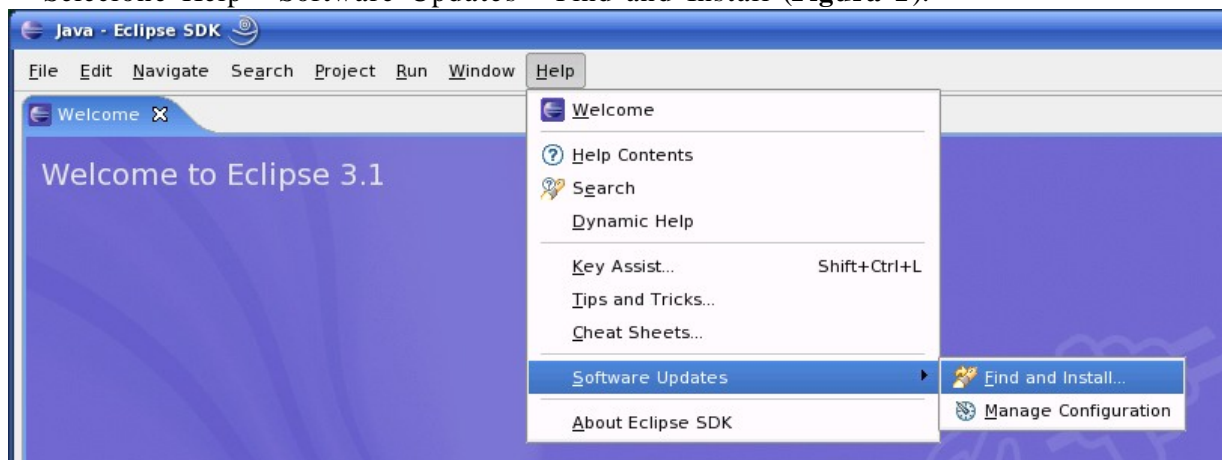 Selecione Help - Software Updates - Find and Install (Figura 2).
Java - Eclipse SDK
File Edit Navigate Search Project Run Window Help
Welcome
Welcome to Eclipse 3.1
Welcome
Help Contents
Search
Dynamic Help
Key Assist... Shift+Ctrl+L
Tips and Tricks...
Cheat Sheets...
Software Updates
Find and Install...
Manage Configuration
About Eclipse SDK